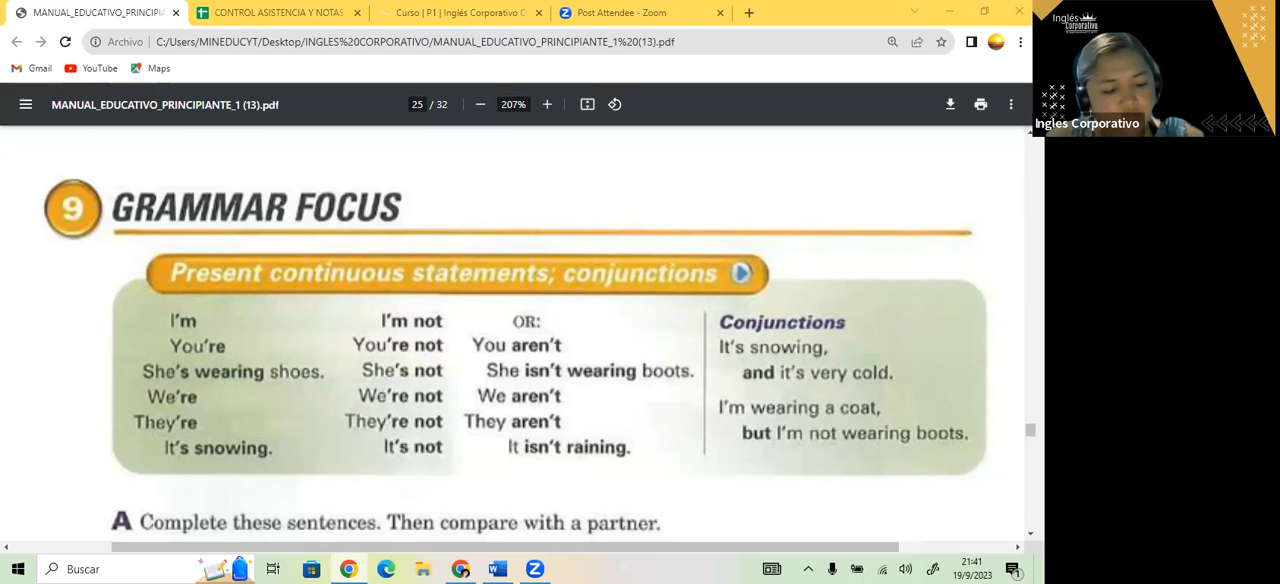 MANUAL_EDUCATIVO_PRINCIPIA
CONTROL ASISTENCIA Y NOTAS
Curso | P1 | Inglés Corporativo
Post Attendee - Zoom
Archivo
C:/Users/MINEDUCYT/Desktop/INGLES%20CORPORATIVO/MANUAL_EDUCATIVO_PRINCIPIANTE_1%20(13).pdf
Gmail
YouTube
Maps
MANUAL_EDUCATIVO_PRINCIPIANTE_1 (13).pdf
25 / 32
207%
9 GRAMMAR FOCUS
Present continuous statements; conjunctions
I'm I'm not OR:
You're You're not You aren't
She's wearing shoes. She's not She isn't wearing boots.
We're We're not We aren't
They're They're not They aren't
It's snowing. It's not It isn't raining.
Conjunctions
It's snowing,
and it's very cold.
I'm wearing a coat,
but I'm not wearing boots.
A Complete these sentences. Then compare with a partner.
Inglés
Corporativo
Ingles Corporativo
Buscar
21:41
19/9/2023
1